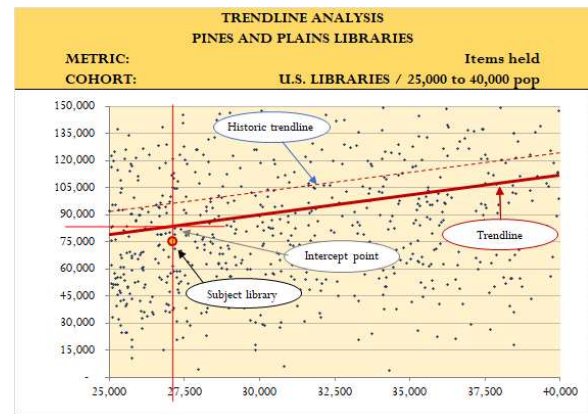 TRENDLINE ANALYSIS
PINES AND PLAINS LIBRARIES
METRIC: Items held
COHORT: U.S. LIBRARIES / 25,000 to 40,000 pop
150,000
135,000
120,000
105,000
90,000
75,000
60,000
45,000
30,000
15,000
-
Historic trendline
Trendline
Intercept point
Subject library
25,000 27,500 30,000 32,500 35,000 37,500 40,000